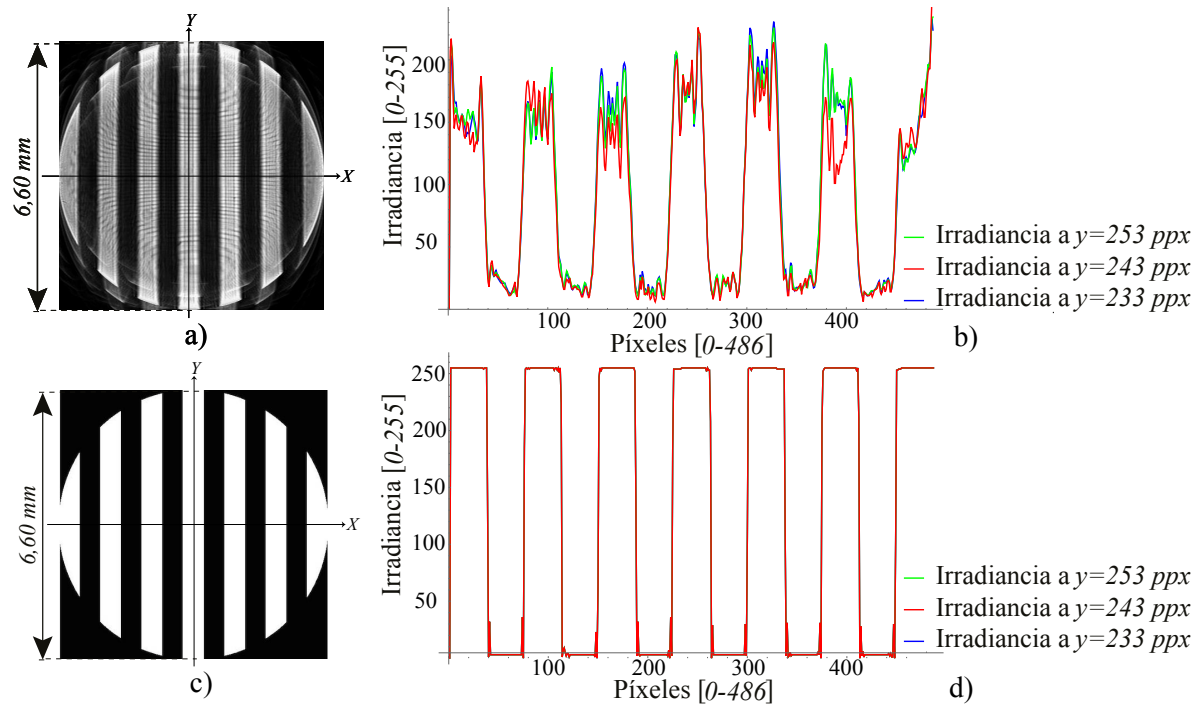 Y
X
6,60 mm
a)
Irradiancia [0-255]
200
150
100
50
100
200
300
400
Píxeles [0-486]
Irradiancia a y=253 ppx
Irradiancia a y=243 ppx
Irradiancia a y=233 ppx
b)
Y
X
6,60 mm
c)
Irradiancia [0-255]
250
200
150
100
50
100
200
300
400
Píxeles [0-486]
Irradiancia a y=253 ppx
Irradiancia a y=243 ppx
Irradiancia a y=233 ppx
d)